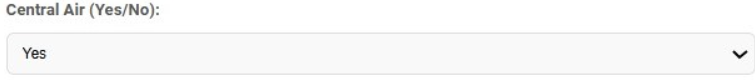 Central Air (Yes/No):
Yes